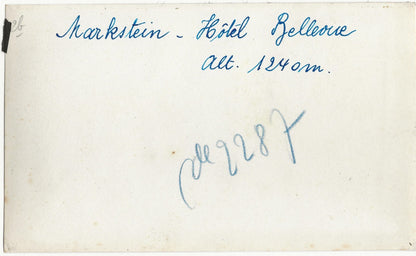 Markstein - Hôtel Bellevue
Alt. 1240m.
2287